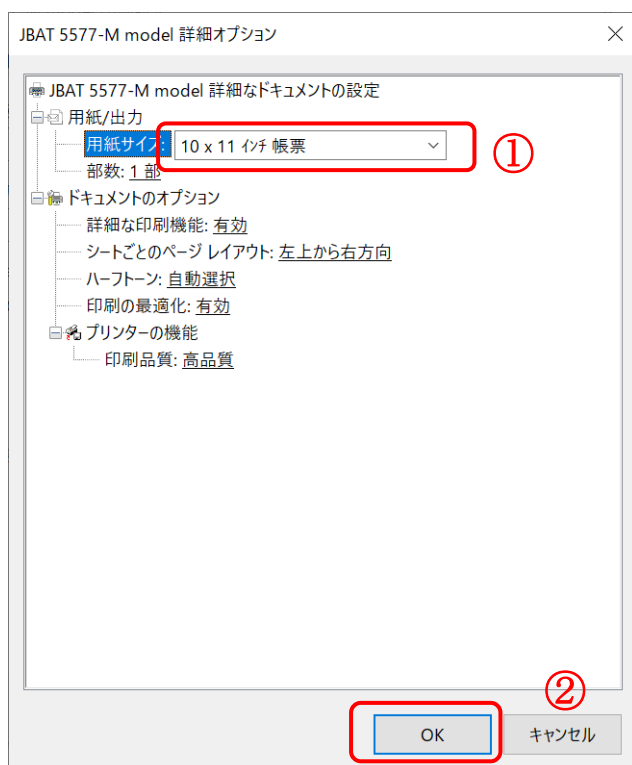 JBAT 5577-M model 詳細オプション
JBAT 5577-M model 詳細なドキュメントの設定
用紙/出力
用紙サイズ: 10 x 11 インチ 帳票
①
部数: 1 部
ドキュメントのオプション
詳細な印刷機能: 有効
シートごとのページ レイアウト: 左上から右方向
ハーフトーン: 自動選択
印刷の最適化: 有効
プリンターの機能
印刷品質: 高品質
②
OK
キャンセル